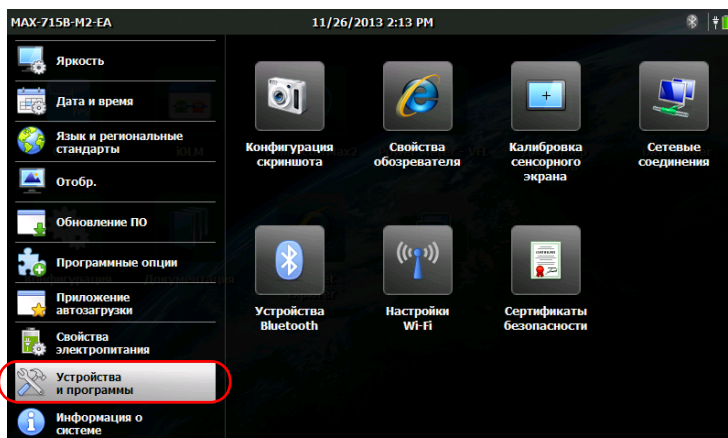 MAX-715B-M2-EA
11/26/2013 2:13 PM
Яркость
Дата и время
Язык и региональные
стандарты
Отобр.
Обновление ПО
Программные опции
Приложение
автозагрузки
Свойства
электропитания
Устройства
и программы
Информация о
системе
Конфигурация
скриншота
Свойства
обозревателя
Калибровка
сенсорного
экрана
Сетевые
соединения
Устройства
Bluetooth
Настройки
Wi-Fi
Сертификаты
безопасности